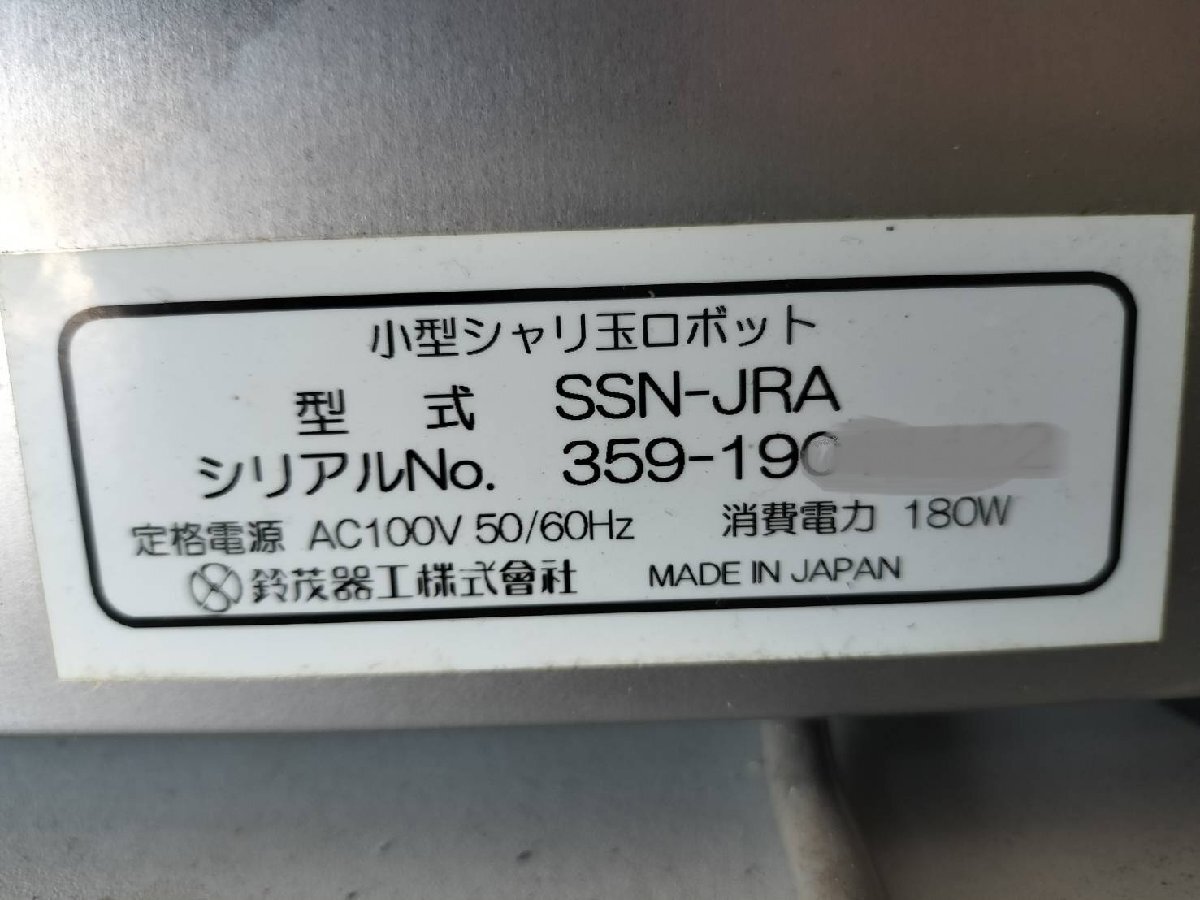 小型シャリ玉ロボット
型 式 SSN-JRA
シリアルNo. 359-190
定格電源 AC100V 50/60Hz 消費電力 180W
鈴茂器工株式會社 MADE IN JAPAN